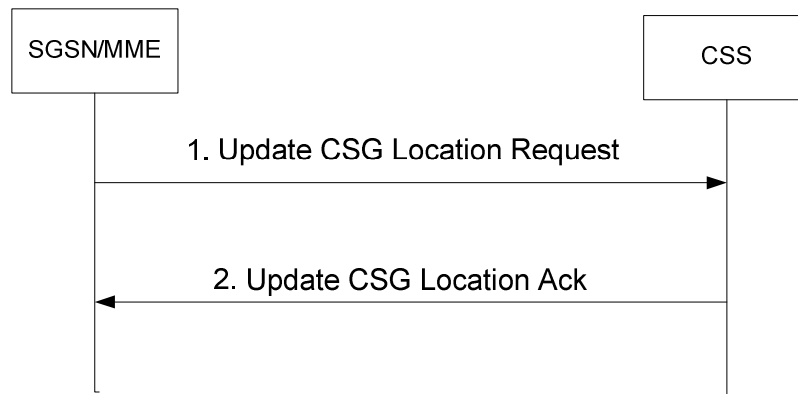 SGSN/MME
CSS
1. Update CSG Location Request
2. Update CSG Location Ack